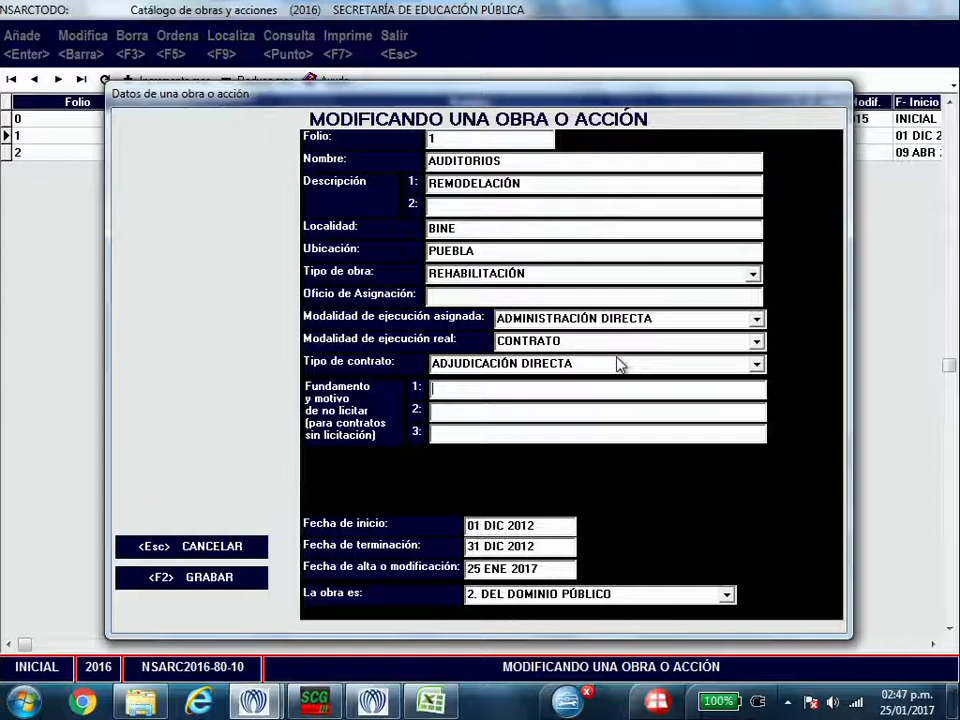 NSARCTODO: Catálogo de obras y acciones (2016) SECRETARÍA DE EDUCACIÓN PÚBLICA
Añade Modifica Borra Ordena Localiza Consulta Imprime Salir
<Enter> <Barra> <F3> <F5> <F9> <Punto> <F7> <Esc>
Datos de una obra o acción
Folio Modif. F- Inicio
0 INICIAL
1 01 DIC 2
2 09 ABR
MODIFICANDO UNA OBRA O ACCIÓN
Folio: 1
Nombre: AUDITORIOS
Descripción 1: REMODELACIÓN
2:
Localidad: BINE
Ubicación: PUEBLA
Tipo de obra: REHABILITACIÓN
Oficio de Asignación:
Modalidad de ejecución asignada: ADMINISTRACIÓN DIRECTA
Modalidad de ejecución real: CONTRATO
Tipo de contrato: ADJUDICACIÓN DIRECTA
Fundamento 1:
y motivo
de no licitar 2:
(para contratos
sin licitación) 3:
Fecha de inicio: 01 DIC 2012
Fecha de terminación: 31 DIC 2012
Fecha de alta o modificación: 25 ENE 2017
La obra es: 2. DEL DOMINIO PÚBLICO
<Esc> CANCELAR
<F2> GRABAR
INICIAL 2016 NSARC2016-80-10 MODIFICANDO UNA OBRA O ACCIÓN
SCG
100%
02:47 p.m.
25/01/2017